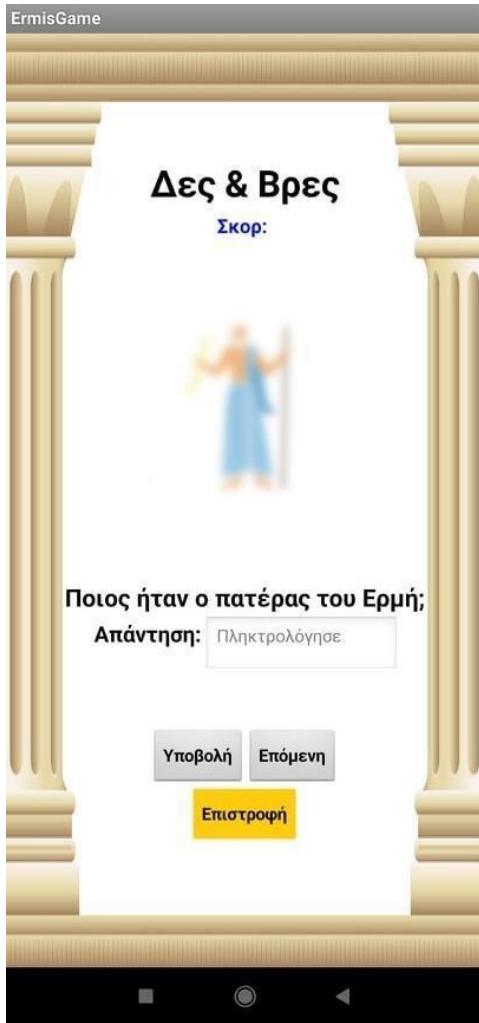 ErmisGame
Δες & Βρες
Σκορ:
Ποιος ήταν ο πατέρας του Ερμή;
Απάντηση: Πληκτρολόγησε
Υποβολή Επόμενη
Επιστροφή